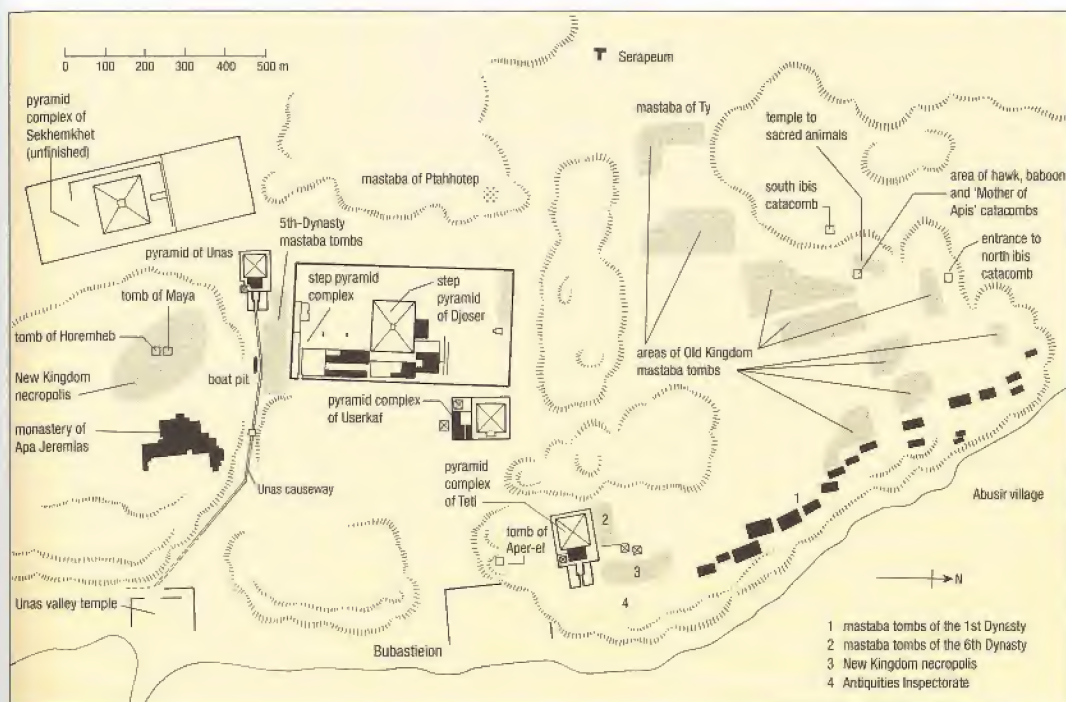 0 100 200 300 400 500 m
pyramid
complex of
Sekhemkhet
(unfinished)
Serapeum
mastaba of Ty
temple to
sacred animals
area of hawk, baboon
and 'Mother of
Apis' catacombs
south ibis
catacomb
entrance to
north ibis
catacomb
mastaba of Ptahhotep
5th-Dynasty
mastaba tombs
pyramid of Unas
tomb of Maya
tomb of Horemheb
step pyramid
complex
step
pyramid
of Djoser
New Kingdom
necropolis
boat pit
areas of Old Kingdom
mastaba tombs
monastery of
Apa Jeremias
pyramid complex
of Userkaf
Unas causeway
pyramid
complex
of Teti
tomb of
Aper-el
2
3
4
1
Abusir village
N
Unas valley temple
Bubastieion
1 mastaba tombs of the 1st Dynasty
2 mastaba tombs of the 6th Dynasty
3 New Kingdom necropolis
4 Antiquities Inspectorate